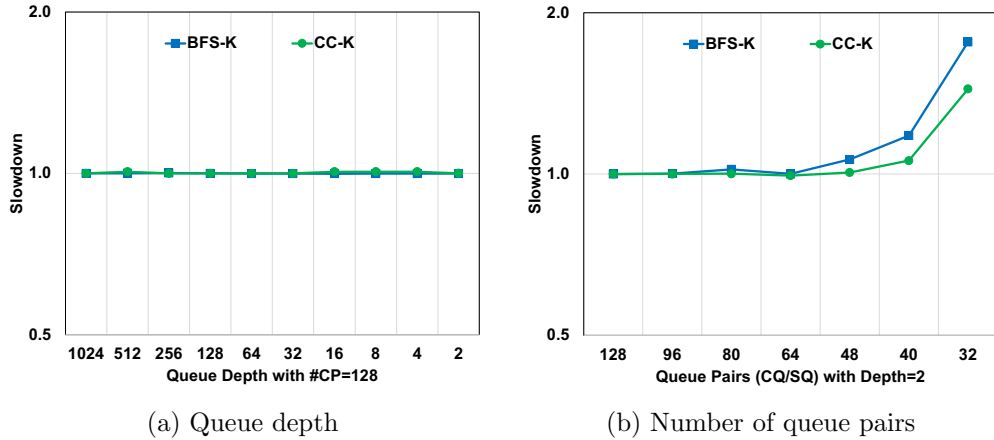 2.0
BFS-K CC-K
Slowdown
1.0
0.5
1024 512 256 128 64 32 16 8 4 2
Queue Depth with #CP=128
(a) Queue depth
2.0
BFS-K CC-K
Slowdown
1.0
0.5
128 96 80 64 48 40 32
Queue Pairs (CQ/SQ) with Depth=2
(b) Number of queue pairs